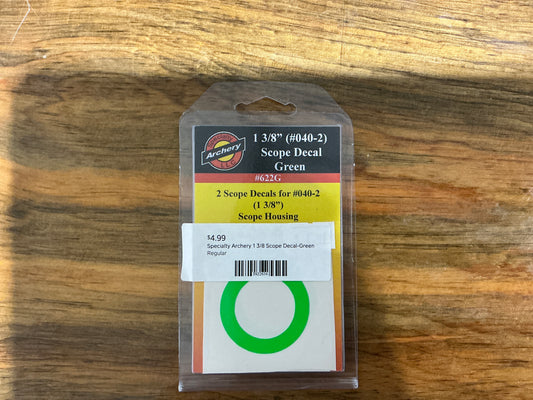 Archery
1 3/8” (#040-2)
Scope Decal
Green
#622G
2 Scope Decals for #040-2
(1 3/8”)
Scope Housing
$4.99
Specialty Archery 1 3/8 Scope Decal-Green
Regular